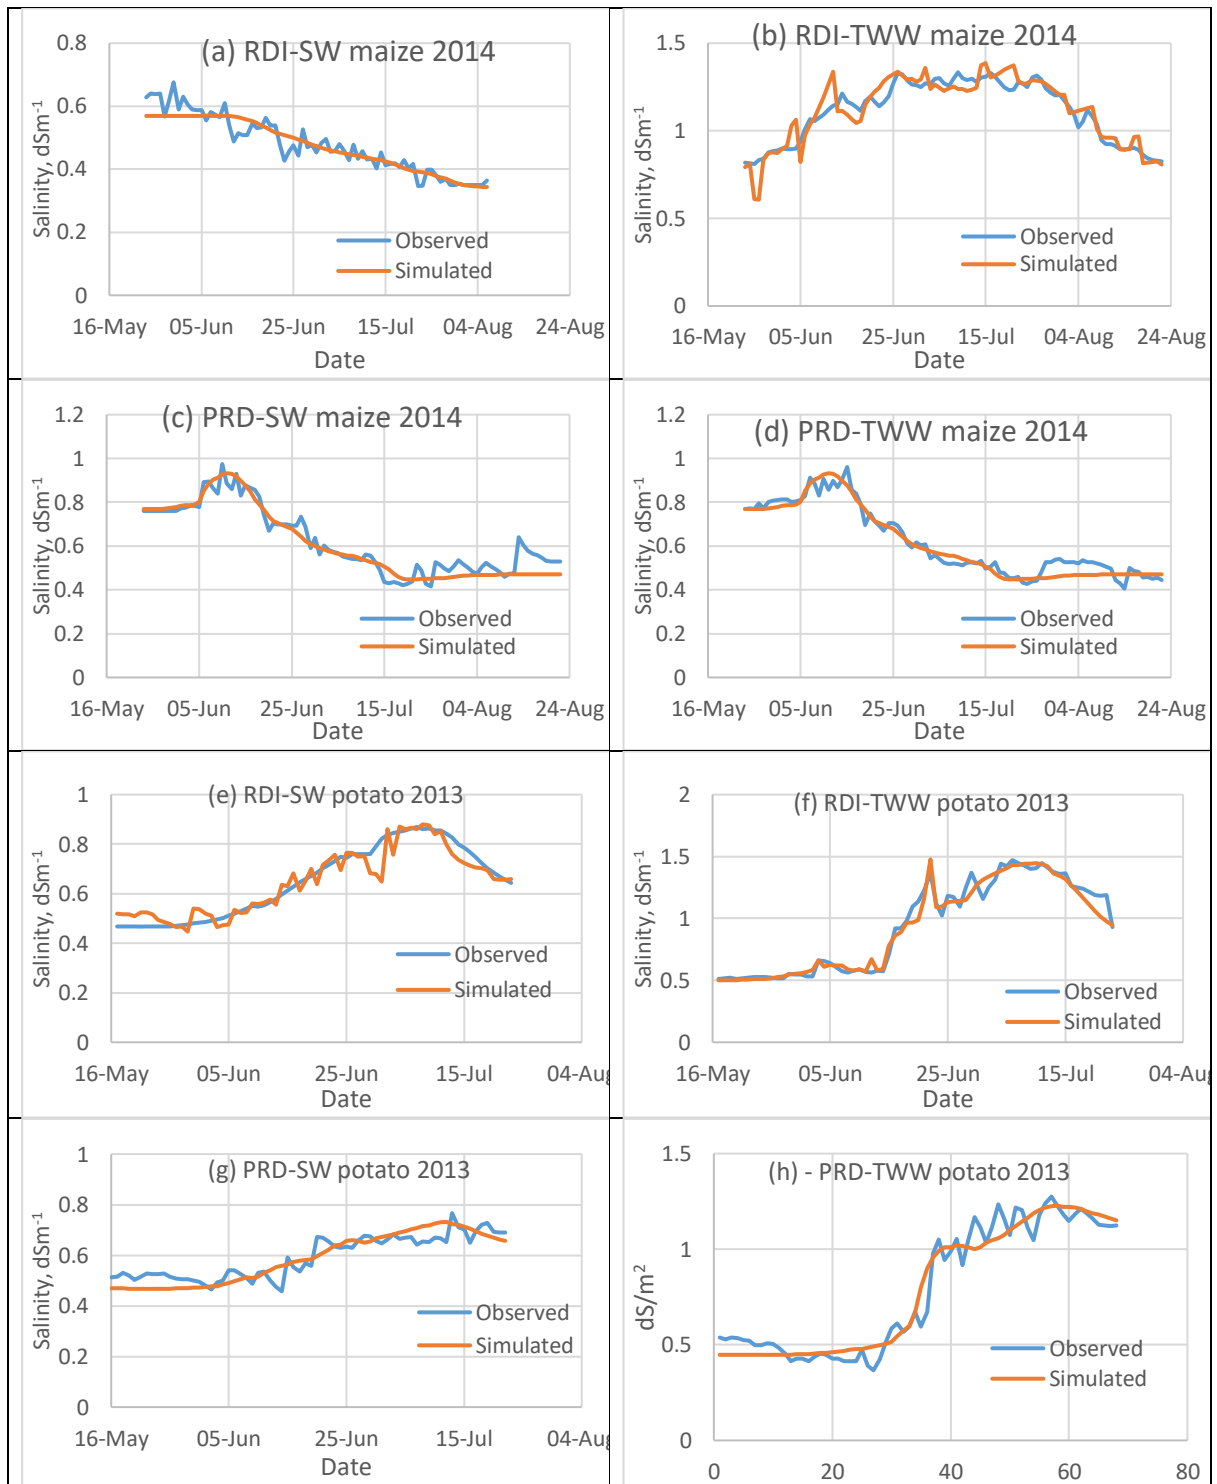 (a) RDI-SW maize 2014
Salinity, dSm⁻¹
0.8
0.6
0.4
0.2
0
Observed
Simulated
16-May 05-Jun 25-Jun 15-Jul 04-Aug 24-Aug
Date
(b) RDI-TWW maize 2014
Salinity, dSm⁻¹
1.5
1
0.5
0
Observed
Simulated
16-May 05-Jun 25-Jun 15-Jul 04-Aug 24-Aug
Date
(c) PRD-SW maize 2014
Salinity, dSm⁻¹
1.2
1
0.8
0.6
0.4
0.2
0
Observed
Simulated
16-May 05-Jun 25-Jun 15-Jul 04-Aug 24-Aug
Date
(d) PRD-TWW maize 2014
Salinity, dSm⁻¹
1.2
1
0.8
0.6
0.4
0.2
0
Observed
Simulated
16-May 05-Jun 25-Jun 15-Jul 04-Aug 24-Aug
Date
(e) RDI-SW potato 2013
Salinity, dSm⁻¹
1
0.8
0.6
0.4
0.2
0
Observed
Simulated
16-May 05-Jun 25-Jun 15-Jul 04-Aug
Date
(f) RDI-TWW potato 2013
Salinity, dSm⁻¹
2
1.5
1
0.5
0
Observed
Simulated
16-May 05-Jun 25-Jun 15-Jul 04-Aug
Date
(g) PRD-SW potato 2013
Salinity, dSm⁻¹
1
0.8
0.6
0.4
0.2
0
Observed
Simulated
16-May 05-Jun 25-Jun 15-Jul 04-Aug
Date
(h) - PRD-TWW potato 2013
dS/m²
1.5
1
0.5
0
Observed
Simulated
0 20 40 60 80